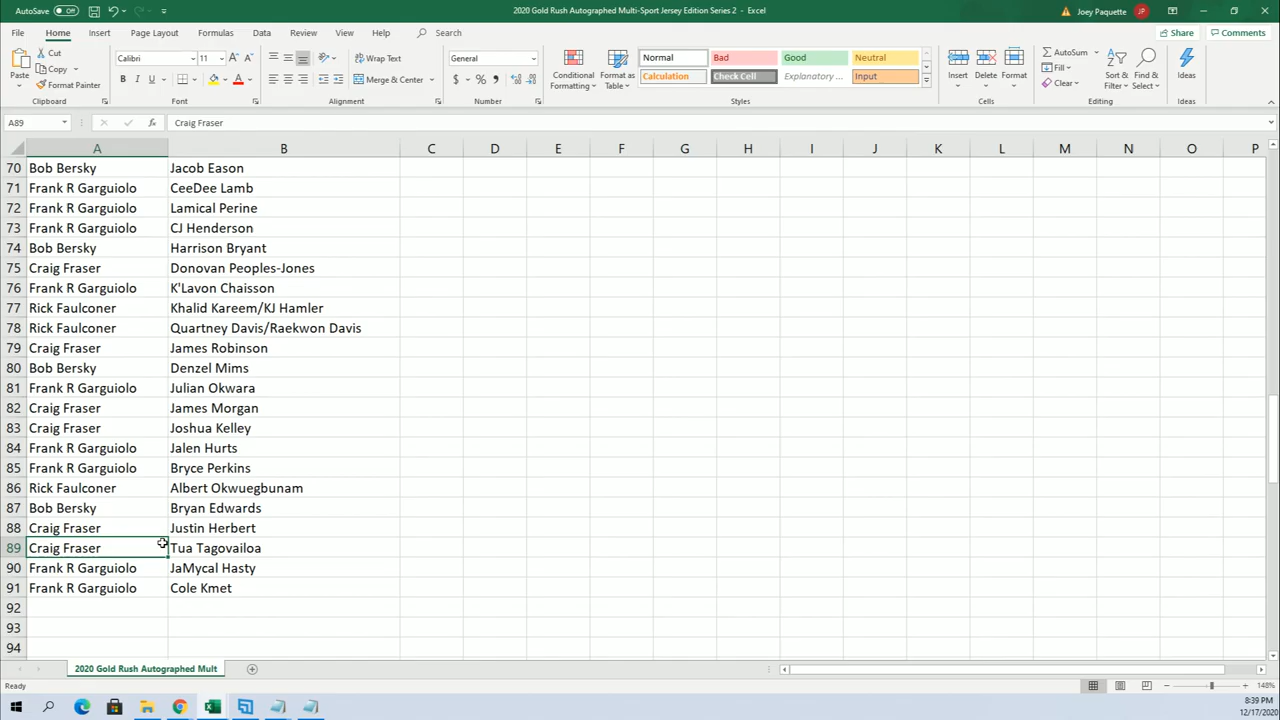 AutoSave Off
2020 Gold Rush Autographed Multi-Sport Jersey Edition Series 2 - Excel
Joey Paquette JP
File Home Insert Page Layout Formulas Data Review View Help Search Share Comments
Paste Cut Copy Format Painter
Calibri 11
B I U
Wrap Text
Merge & Center
General
$ % ,
Conditional Formatting
Format as Table
Normal Bad Good Neutral
Calculation Check Cell Explanatory ... Input
Insert Delete Format
AutoSum
Fill
Clear
Sort & Filter
Find & Select
Ideas
Clipboard Font Alignment Number Styles Cells Editing Ideas
A89 fx Craig Fraser
A B C D E F G H I J K L M N O P
70 Bob Bersky Jacob Eason
71 Frank R Garguiolo CeeDee Lamb
72 Frank R Garguiolo Lamical Perine
73 Frank R Garguiolo CJ Henderson
74 Bob Bersky Harrison Bryant
75 Craig Fraser Donovan Peoples-Jones
76 Frank R Garguiolo K'Lavon Chaisson
77 Rick Faulconer Khalid Kareem/KJ Hamler
78 Rick Faulconer Quartney Davis/Raekwon Davis
79 Craig Fraser James Robinson
80 Bob Bersky Denzel Mims
81 Frank R Garguiolo Julian Okwara
82 Craig Fraser James Morgan
83 Craig Fraser Joshua Kelley
84 Frank R Garguiolo Jalen Hurts
85 Frank R Garguiolo Bryce Perkins
86 Rick Faulconer Albert Okwuegbunam
87 Bob Bersky Bryan Edwards
88 Craig Fraser Justin Herbert
89 Craig Fraser Tua Tagovailoa
90 Frank R Garguiolo JaMycal Hasty
91 Frank R Garguiolo Cole Kmet
92
93
94
2020 Gold Rush Autographed Mult
Ready 148%
8:39 PM
12/17/2020